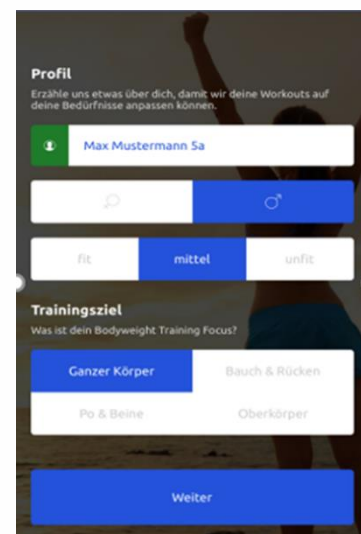 Profil
Erzähle uns etwas über dich, damit wir deine Workouts auf
deine Bedürfnisse anpassen können.
Max Mustermann Sa
fit mittel unfit
Trainingsziel
Was ist dein Bodyweight Training Focus?
Ganzer Körper Bauch & Rücken
Po & Beine Oberkörper
Weiter